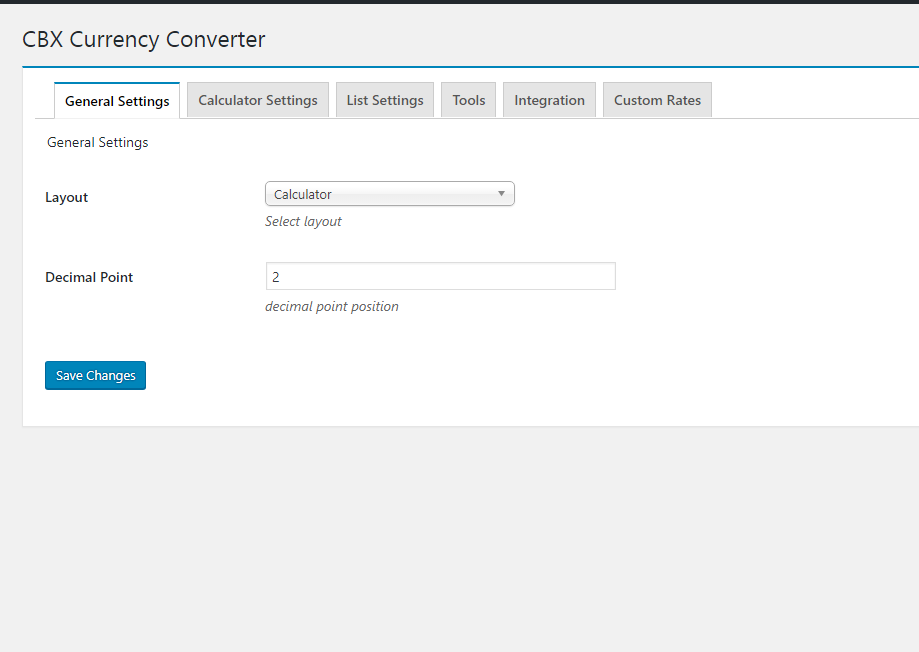 CBX Currency Converter
General Settings Calculator Settings List Settings Tools Integration Custom Rates
General Settings
Layout Calculator
Select layout
Decimal Point 2
decimal point position
Save Changes